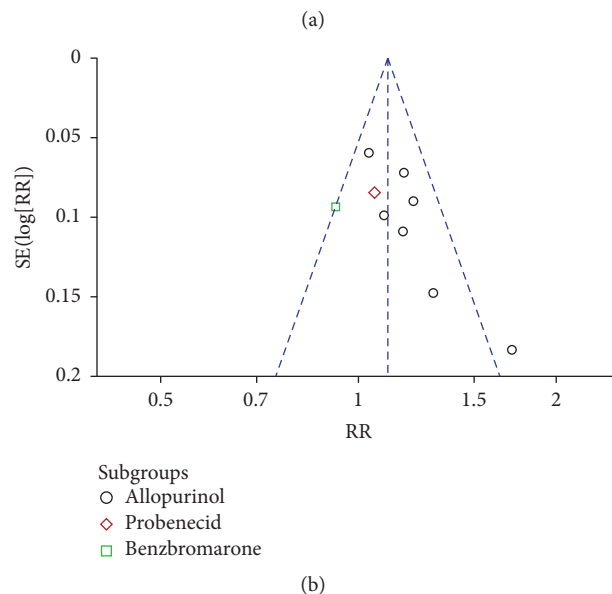 (a)
0
0.05
0.1
0.15
0.2
SE(log[RR])
0.5 0.7 1 1.5 2
RR
Subgroups
Allopurinol
Probenecid
Benzbromarone
(b)